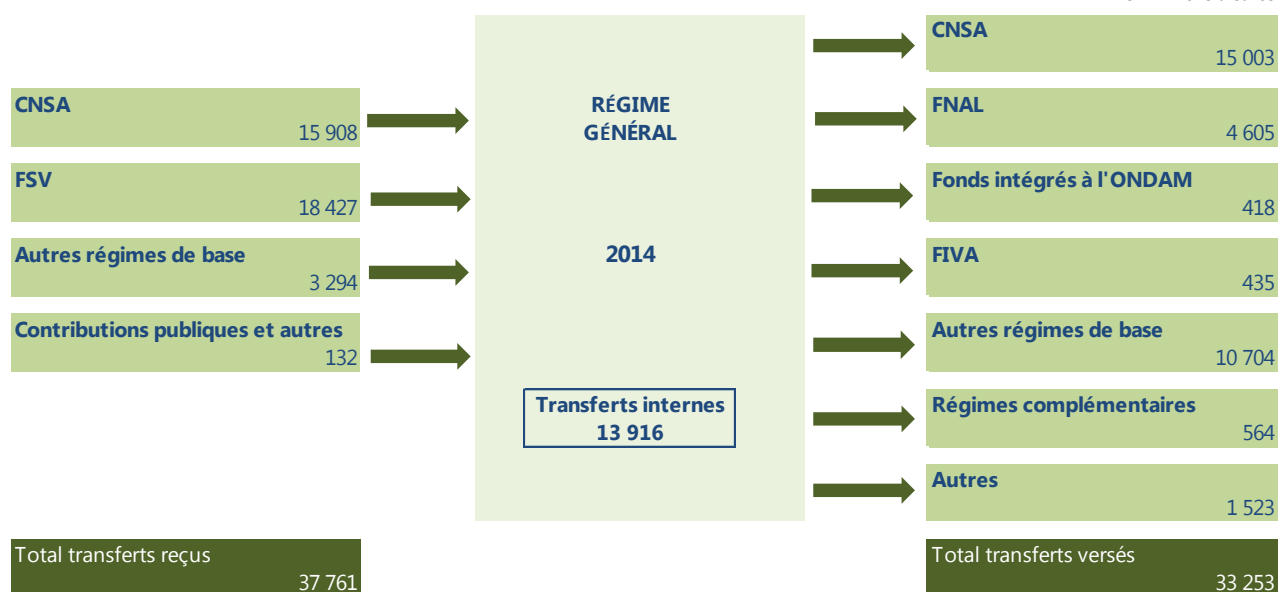 CNSA
15 908
FSV
18 427
Autres régimes de base
3 294
Contributions publiques et autres
132
Total transferts reçus
37 761
RÉGIME
GÉNÉRAL
2014
Transferts internes
13 916
CNSA
15 003
FNAL
4 605
Fonds intégrés à l'ONDAM
418
FIVA
435
Autres régimes de base
10 704
Régimes complémentaires
564
Autres
1 523
Total transferts versés
33 253